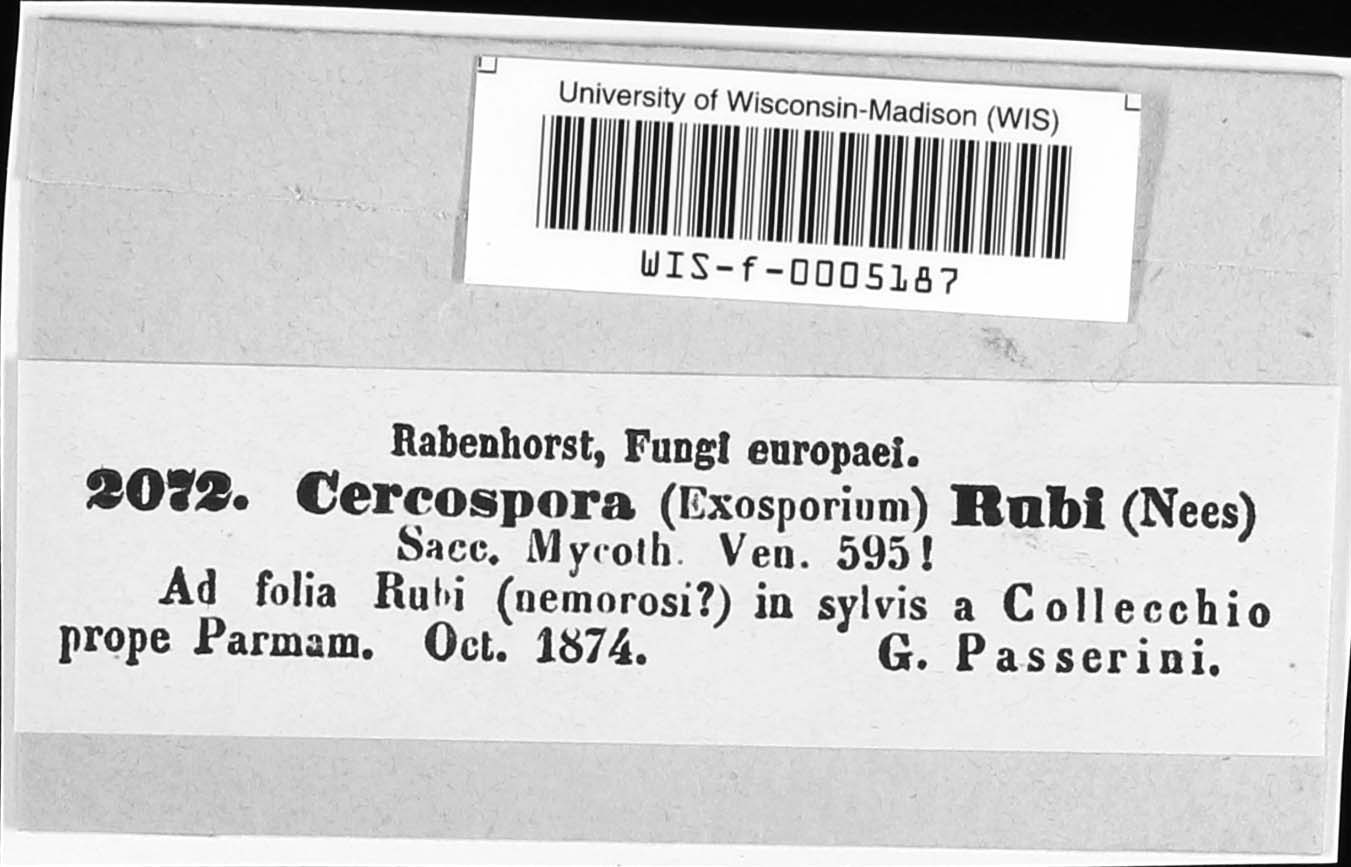 University of Wisconsin-Madison (WIS)
WIS-f-0005187
Rabenhorst, Fungi europaei.
2072. Cercospora (Exosporium) Rubi (Nees)
Sacc. Mycoth. Ven. 595!
Ad folia Rubi (nemorosi?) in sylvis a Collecchio
prope Parmam. Oct. 1874. G. Passerini.